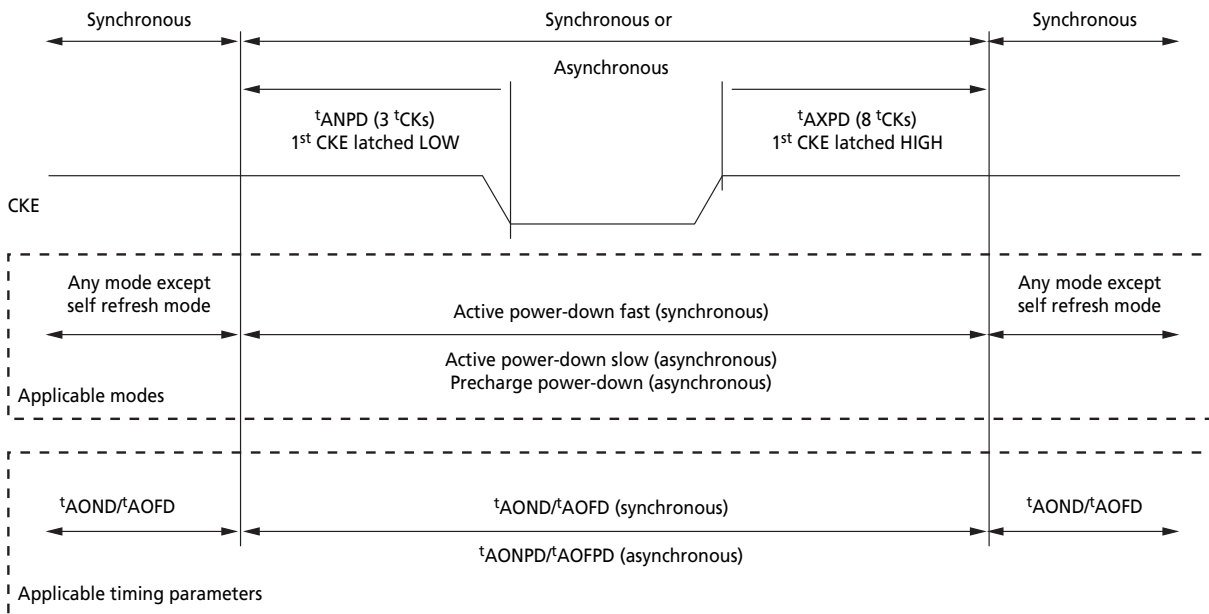 Synchronous
Synchronous or
Synchronous
Asynchronous
tANPD (3 tCKs)
1st CKE latched LOW
tAXPD (8 tCKs)
1st CKE latched HIGH
CKE
Any mode except
self refresh mode
Active power-down fast (synchronous)
Any mode except
self refresh mode
Active power-down slow (asynchronous)
Precharge power-down (asynchronous)
Applicable modes
tAOND/tAOFD
tAOND/tAOFD (synchronous)
tAOND/tAOFD
tAONPD/tAOFPD (asynchronous)
Applicable timing parameters